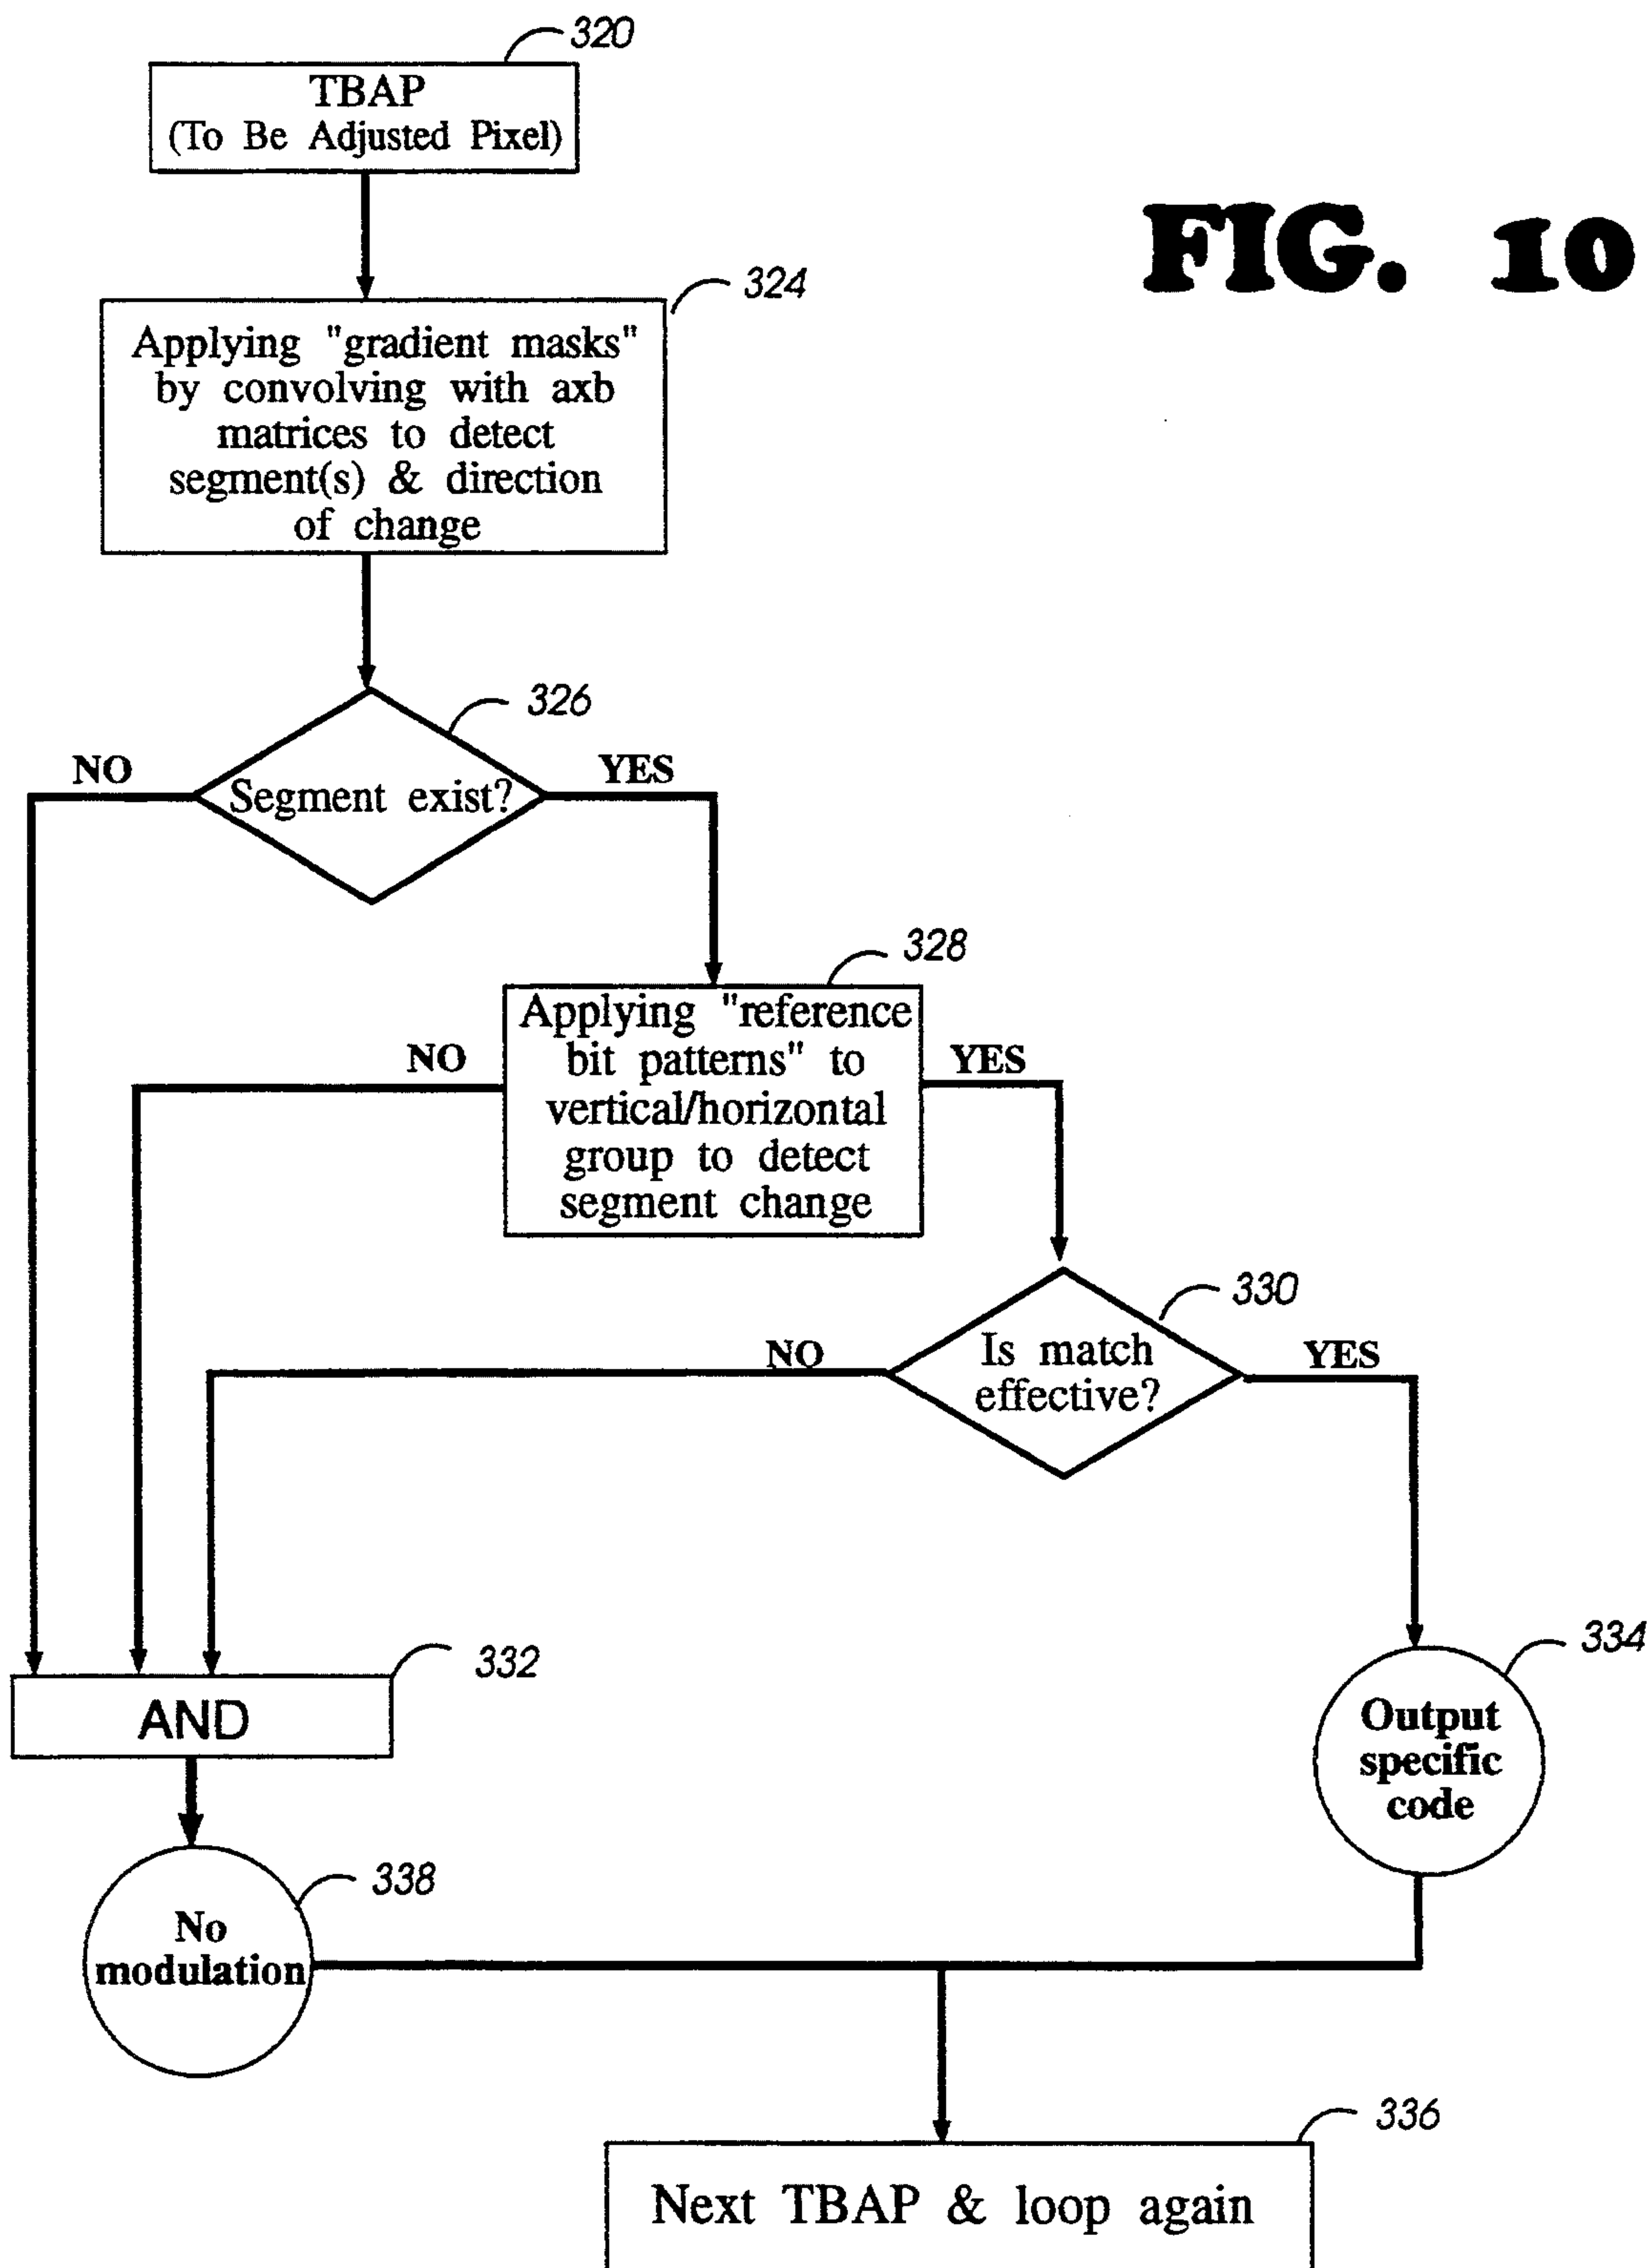 320
TBAP
(To Be Adjusted Pixel)
FIG. 10
324
Applying "gradient masks"
by convolving with axb
matrices to detect
segment(s) & direction
of change
326
NO
YES
Segment exist?
328
Applying "reference
bit patterns" to
vertical/horizontal
group to detect
segment change
NO
YES
330
Is match
effective?
NO
YES
332
AND
334
Output
specific
code
338
No
modulation
336
Next TBAP & loop again